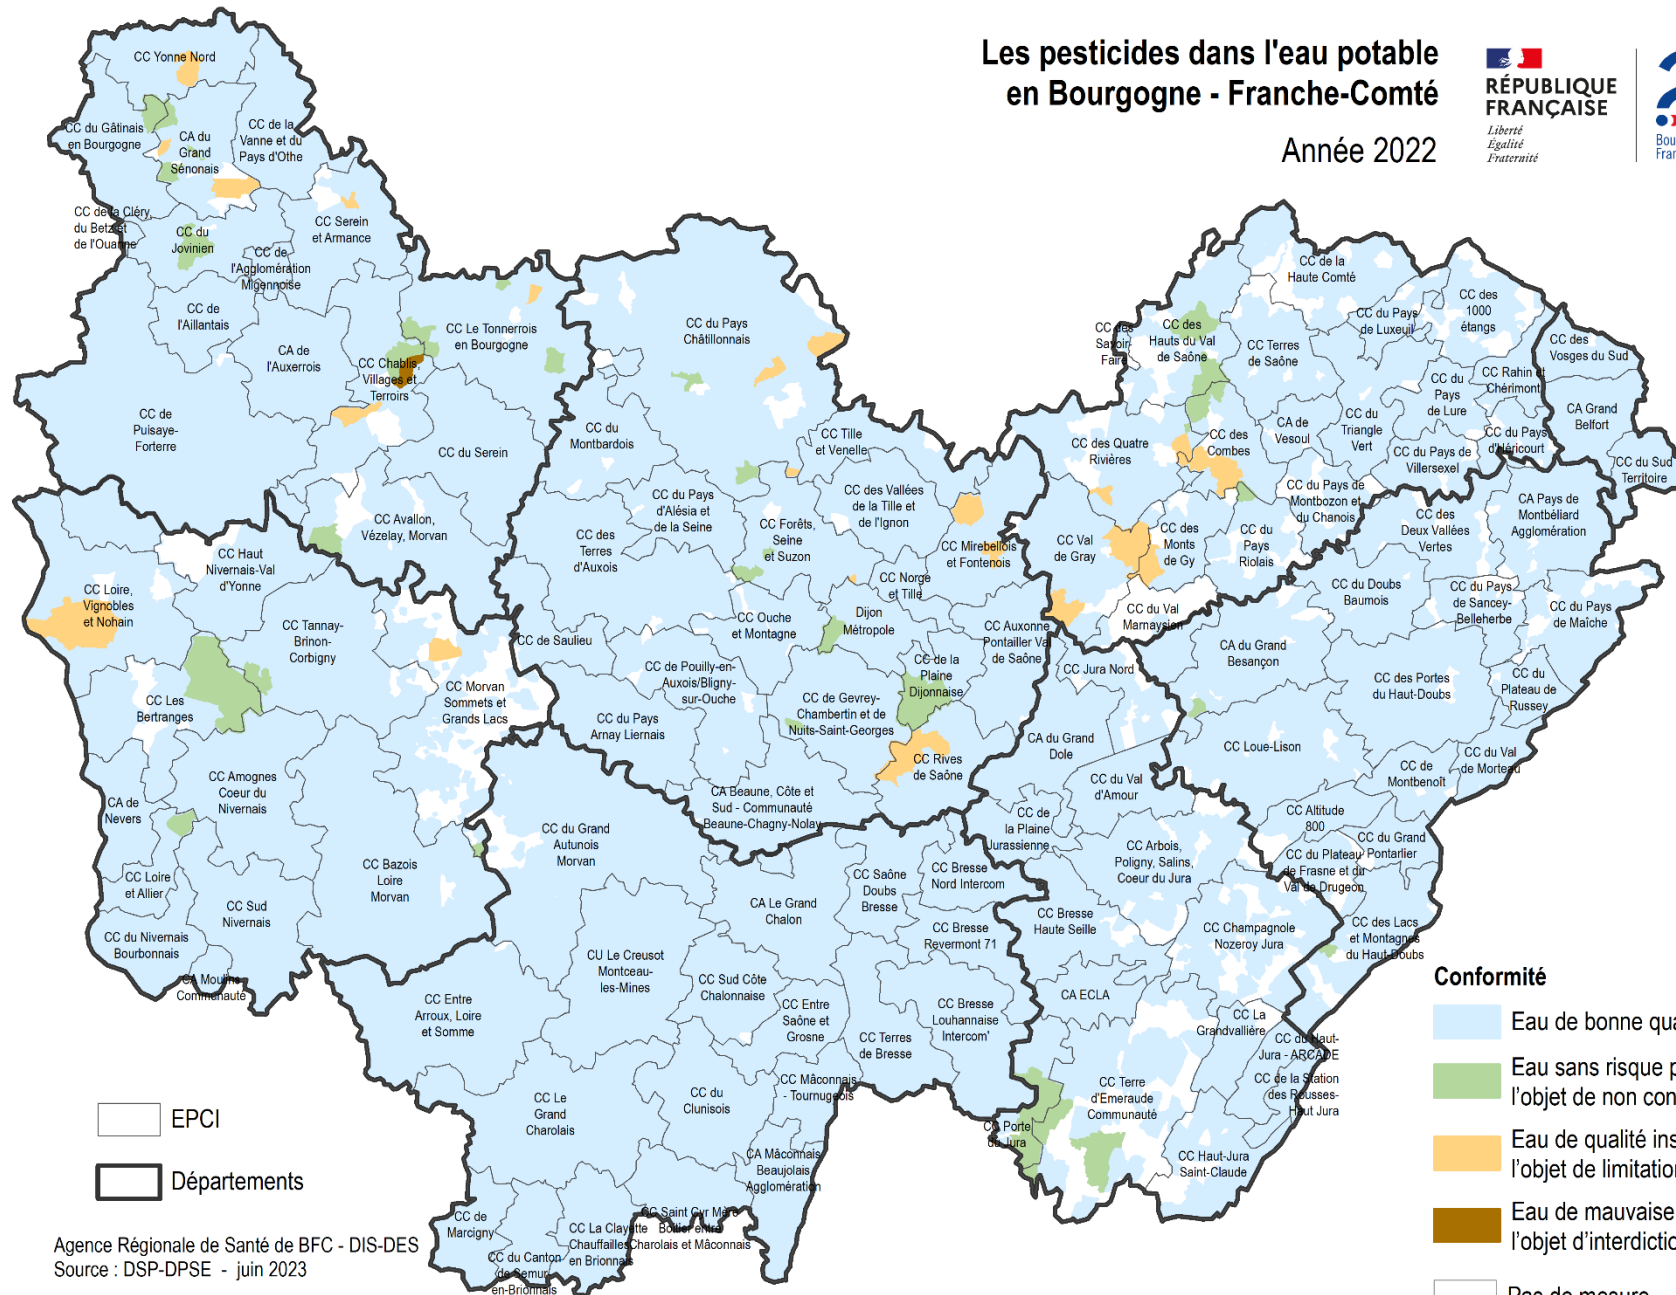 Les pesticides dans l'eau potable
en Bourgogne - Franche-Comté
Année 2022
RÉPUBLIQUE
FRANÇAISE
Liberté
Égalité
Fraternité
CC Yonne Nord
CC du Gâtinais
en Bourgogne
CA du
Grand
Sénonais
CC de la
Vanne et du
Pays d'Othe
CC de la Cléry,
du Betz et
de l'Ouanne
CC du
Jovinien
CC Serein
et Armance
CC de
l'Agglomération
Migennoise
CC de
l'Aillantais
CA de
l'Auxerrois
CC Le Tonnerrois
en Bourgogne
CC Chablis,
Villages et
Terroirs
CC de
Puisaye-
Forterre
CC du Serein
CC Avallon,
Vézelay, Morvan
CC du Pays
Châtillonnais
CC du
Montbardois
CC Tille
et Venelle
CC du Pays
d'Alésia et
de la Seine
CC des Vallées
de la Tille et
de l'Ignon
CC des
Terres
d'Auxois
CC Forêts,
Seine
et Suzon
CC Mirebellois
et Fontenois
CC Norge
et Tille
CC Ouche
et Montagne
Dijon
Métropole
CC Auxonne
Pontailler Val
de Saône
CC de Saulieu
CC de Pouilly-en-
Auxois/Bligny-
sur-Ouche
CC de la
Plaine
Dijonnaise
CC de Gevrey-
Chambertin et de
Nuits-Saint-Georges
CC du Pays
Arnay Liernais
CC Rives
de Saône
CA Beaune, Côte et
Sud - Communauté
Beaune-Chagny-Nolay
CC de la
Haute Comté
CC des
Savoir-
Faire
CC des
Hauts du Val
de Saône
CC du Pays
de Luxeuil
CC des
1000
étangs
CC Terres
de Saône
CC des
Vosges du Sud
CC Rahin et
Chérimont
CC du
Pays
de Lure
CA Grand
Belfort
CC des Quatre
Rivières
CC des
Combes
CA de
Vesoul
CC du
Triangle
Vert
CC du Pays
d'Héricourt
CC du Pays de
Villersexel
CC du Sud
Territoire
CC du Pays de
Montbozon et
du Chanois
CC Val
de Gray
CC des
Monts
de Gy
CC du
Pays
Riolais
CC du Val
Marnaysien
CC des
Deux Vallées
Vertes
CA Pays de
Montbéliard
Agglomération
CC du Doubs
Baumois
CC du Pays
de Sancey-
Belleherbe
CC du Pays
de Maîche
CA du Grand
Besançon
CC des Portes
du Haut-Doubs
CC du
Plateau de
Russey
CC Loue-Lison
CC du Val
de Morteau
CC de
Montbenoît
CC Altitude
800
CC du Grand
Pontarlier
CC du Plateau
de Frasne et du
Val de Drugeon
CC des Lacs
et Montagnes
du Haut-Doubs
CC Jura Nord
CA du Grand
Dole
CC du Val
d'Amour
CC de
la Plaine
Jurassienne
CC Arbois,
Poligny, Salins,
Coeur du Jura
CC Bresse
Haute Seille
CC Champagnole
Nozeroy Jura
CA ECLA
CC La
Grandvallière
CC du Haut-
Jura - ARCADE
CC de la Station
des Rousses-
Haut Jura
CC Terre
d'Emeraude
Communauté
CC Porte
du Jura
CC Haut-Jura
Saint-Claude
CC Haut
Nivernais-Val
d'Yonne
CC Loire,
Vignobles
et Nohain
CC Tannay-
Brinon-
Corbigny
CC Les
Bertranges
CC Morvan
Sommets et
Grands Lacs
CC Amognes
Coeur du
Nivernais
CA de
Nevers
CC Loire
et Allier
CC Bazois
Loire
Morvan
CC Sud
Nivernais
CC du Nivernais
Bourbonnais
CA Moulins
Communauté
CC du Grand
Autunois
Morvan
CC Saône
Doubs
Bresse
CC Bresse
Nord Intercom
CA Le Grand
Chalon
CC Bresse
Revermont 71
CU Le Creusot
Montceau-
les-Mines
CC Sud Côte
Chalonnaise
CC Entre
Arroux, Loire
et Somme
CC Entre
Saône et
Grosne
CC Bresse
Louhannaise
Intercom'
CC Terres
de Bresse
CC Mâconnais
- Tournugeois
CC du
Clunisois
CC Le
Grand
Charolais
CA Mâconnais
Beaujolais
Agglomération
CC Saint Cyr Mère
Boitier entre
Charolais et Mâconnais
CC de
Marcigny
CC La Clayette
Chauffailles
en Brionnais
CC du Canton
de Semur-
en-Brionnais
EPCI
Départements
Agence Régionale de Santé de BFC - DIS-DES
Source : DSP-DPSE - juin 2023
Conformité
Eau de bonne qua
Eau sans risque p
l'objet de non con
Eau de qualité ins
l'objet de limitation
Eau de mauvaise
l'objet d'interdictio
Pas de mesure